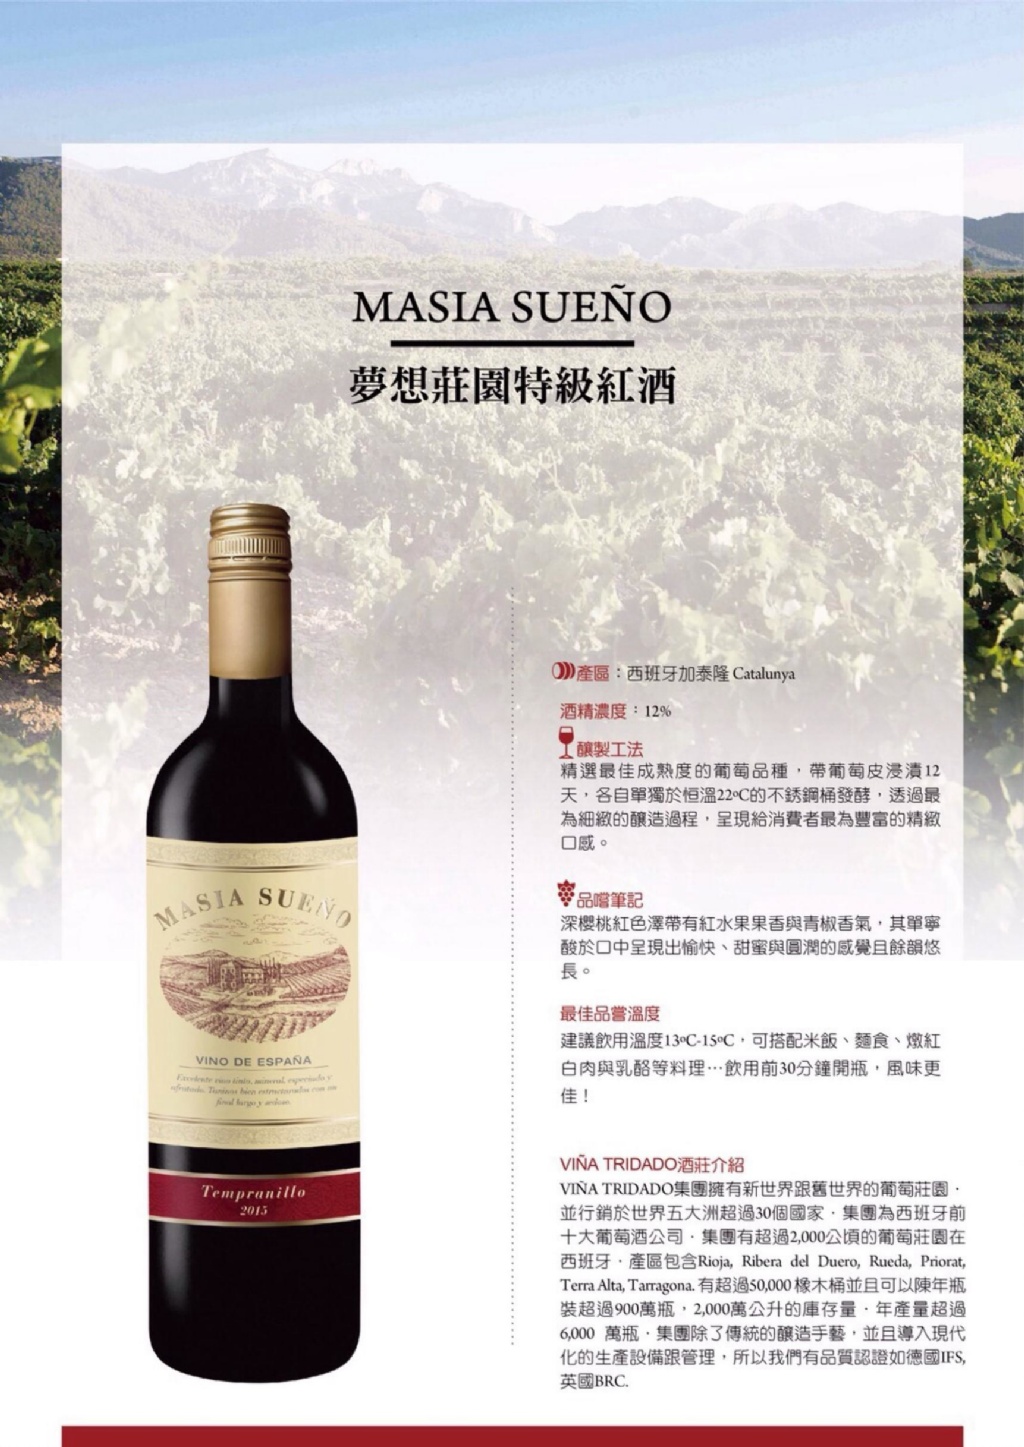 MASIA SUEÑO
夢想莊園特級紅酒
產區：西班牙加泰隆 Catalunya
酒精濃度：12%
釀製工法
精選最佳成熟度的葡萄品種，帶葡萄皮浸漬12
天，各自單獨於恒溫22ºC的不銹鋼桶發酵，透過最
為細緻的釀造過程，呈現給消費者最為豐富的精緻
口感。
品嚐筆記
深櫻桃紅色澤帶有紅水果果香與青椒香氣，其單寧
酸於口中呈現出愉快、甜蜜與圓潤的感覺且餘韻悠
長。
最佳品嘗溫度
建議飲用溫度13ºC-15ºC，可搭配米飯、麵食、燉紅
白肉與乳酪等料理…飲用前30分鐘開瓶，風味更
佳！
VIÑA TRIDADO酒莊介紹
VIÑA TRIDADO集團擁有新世界跟舊世界的葡萄莊園．
並行銷於世界五大洲超過30個國家．集團為西班牙前
十大葡萄酒公司．集團有超過2,000公頃的葡萄莊園在
西班牙．產區包含Rioja, Ribera del Duero, Rueda, Priorat,
Terra Alta, Tarragona. 有超過50,000 橡木桶並且可以陳年瓶
裝超過900萬瓶，2,000萬公升的庫存量．年產量超過
6,000 萬瓶．集團除了傳統的釀造手藝，並且導入現代
化的生產設備跟管理，所以我們有品質認證如德國IFS,
英國BRC.
MASIA SUEÑO
VINO DE ESPAÑA
Excelente vino tinto, mineral, especiado y
afrutado. Taninos bien estructurados con un
final largo y sedoso.
Tempranillo
2015